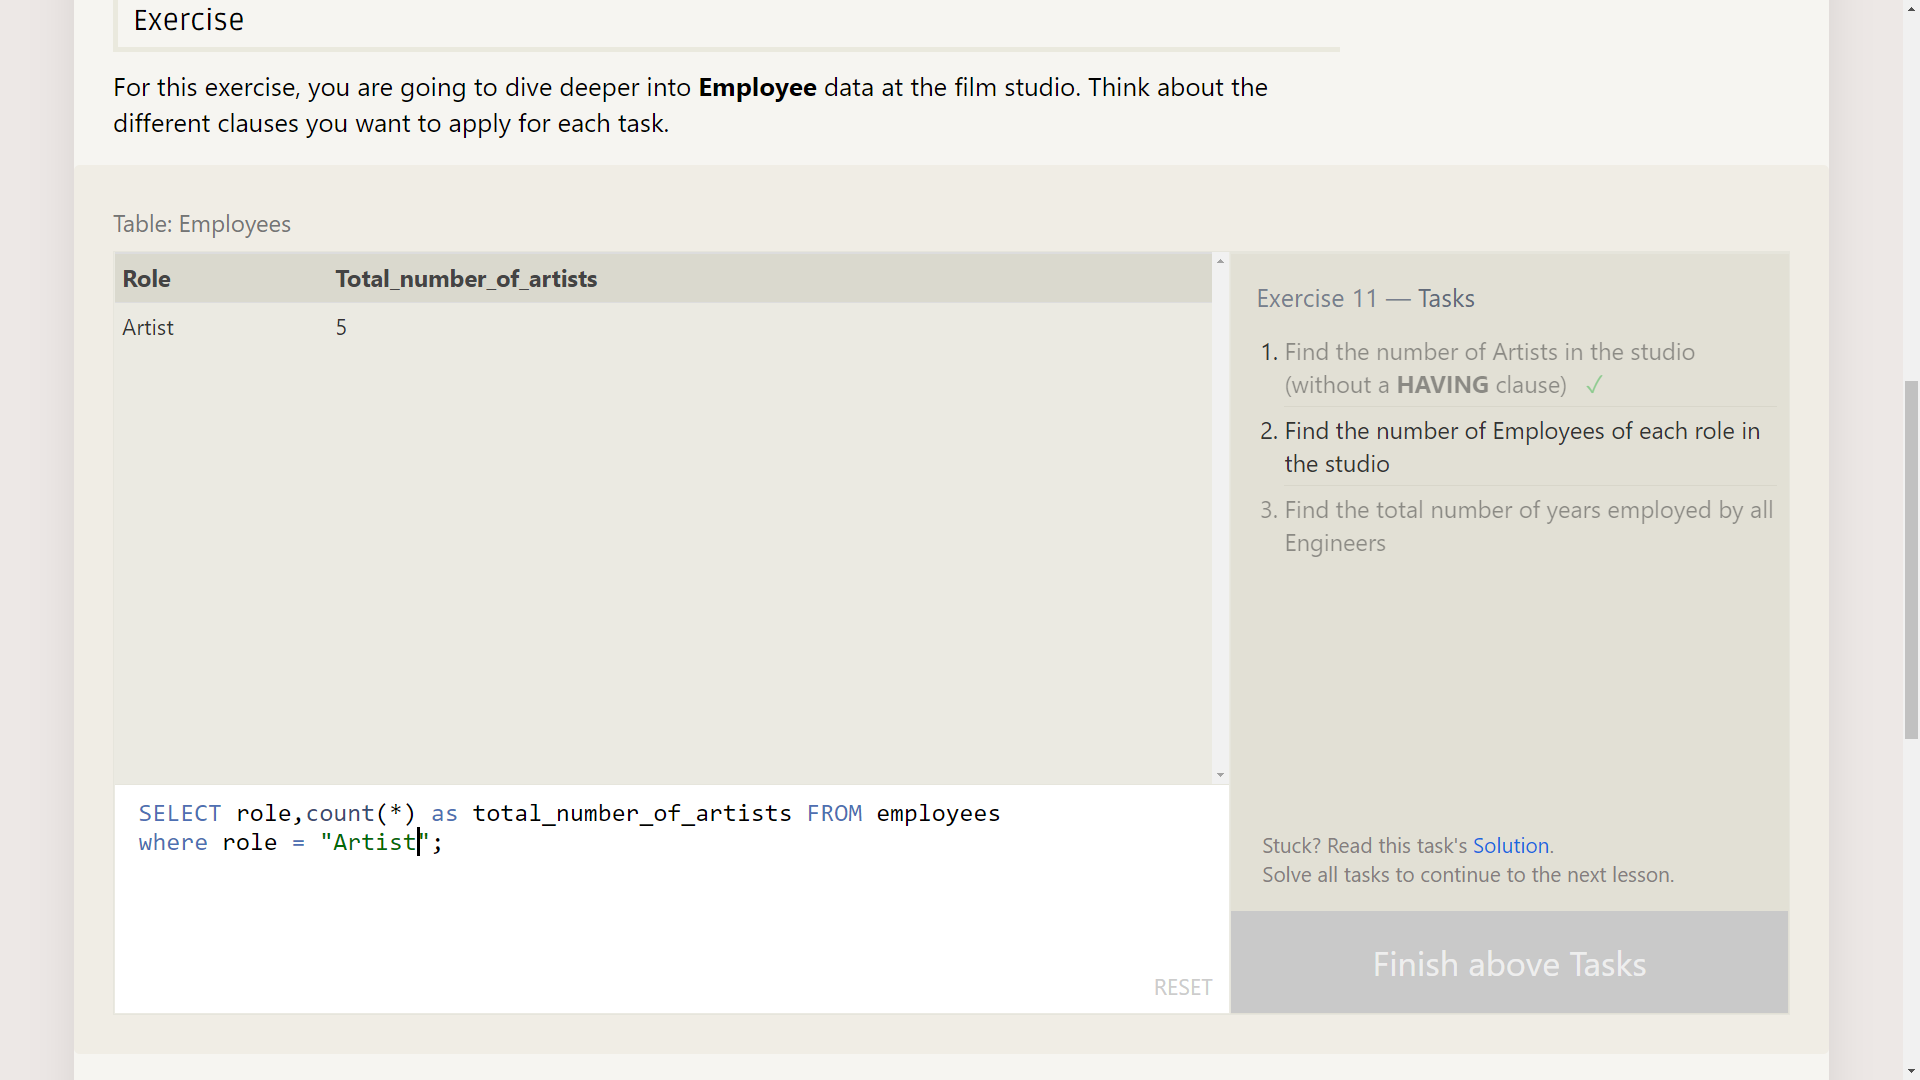 Exercise
For this exercise, you are going to dive deeper into Employee data at the film studio. Think about the
different clauses you want to apply for each task.
Table: Employees
Role Total_number_of_artists
Artist 5
SELECT role,count(*) as total_number_of_artists FROM employees
where role = "Artist";
RESET
Exercise 11 — Tasks
1. Find the number of Artists in the studio
(without a HAVING clause) ✓
2. Find the number of Employees of each role in
the studio
3. Find the total number of years employed by all
Engineers
Stuck? Read this task's Solution.
Solve all tasks to continue to the next lesson.
Finish above Tasks